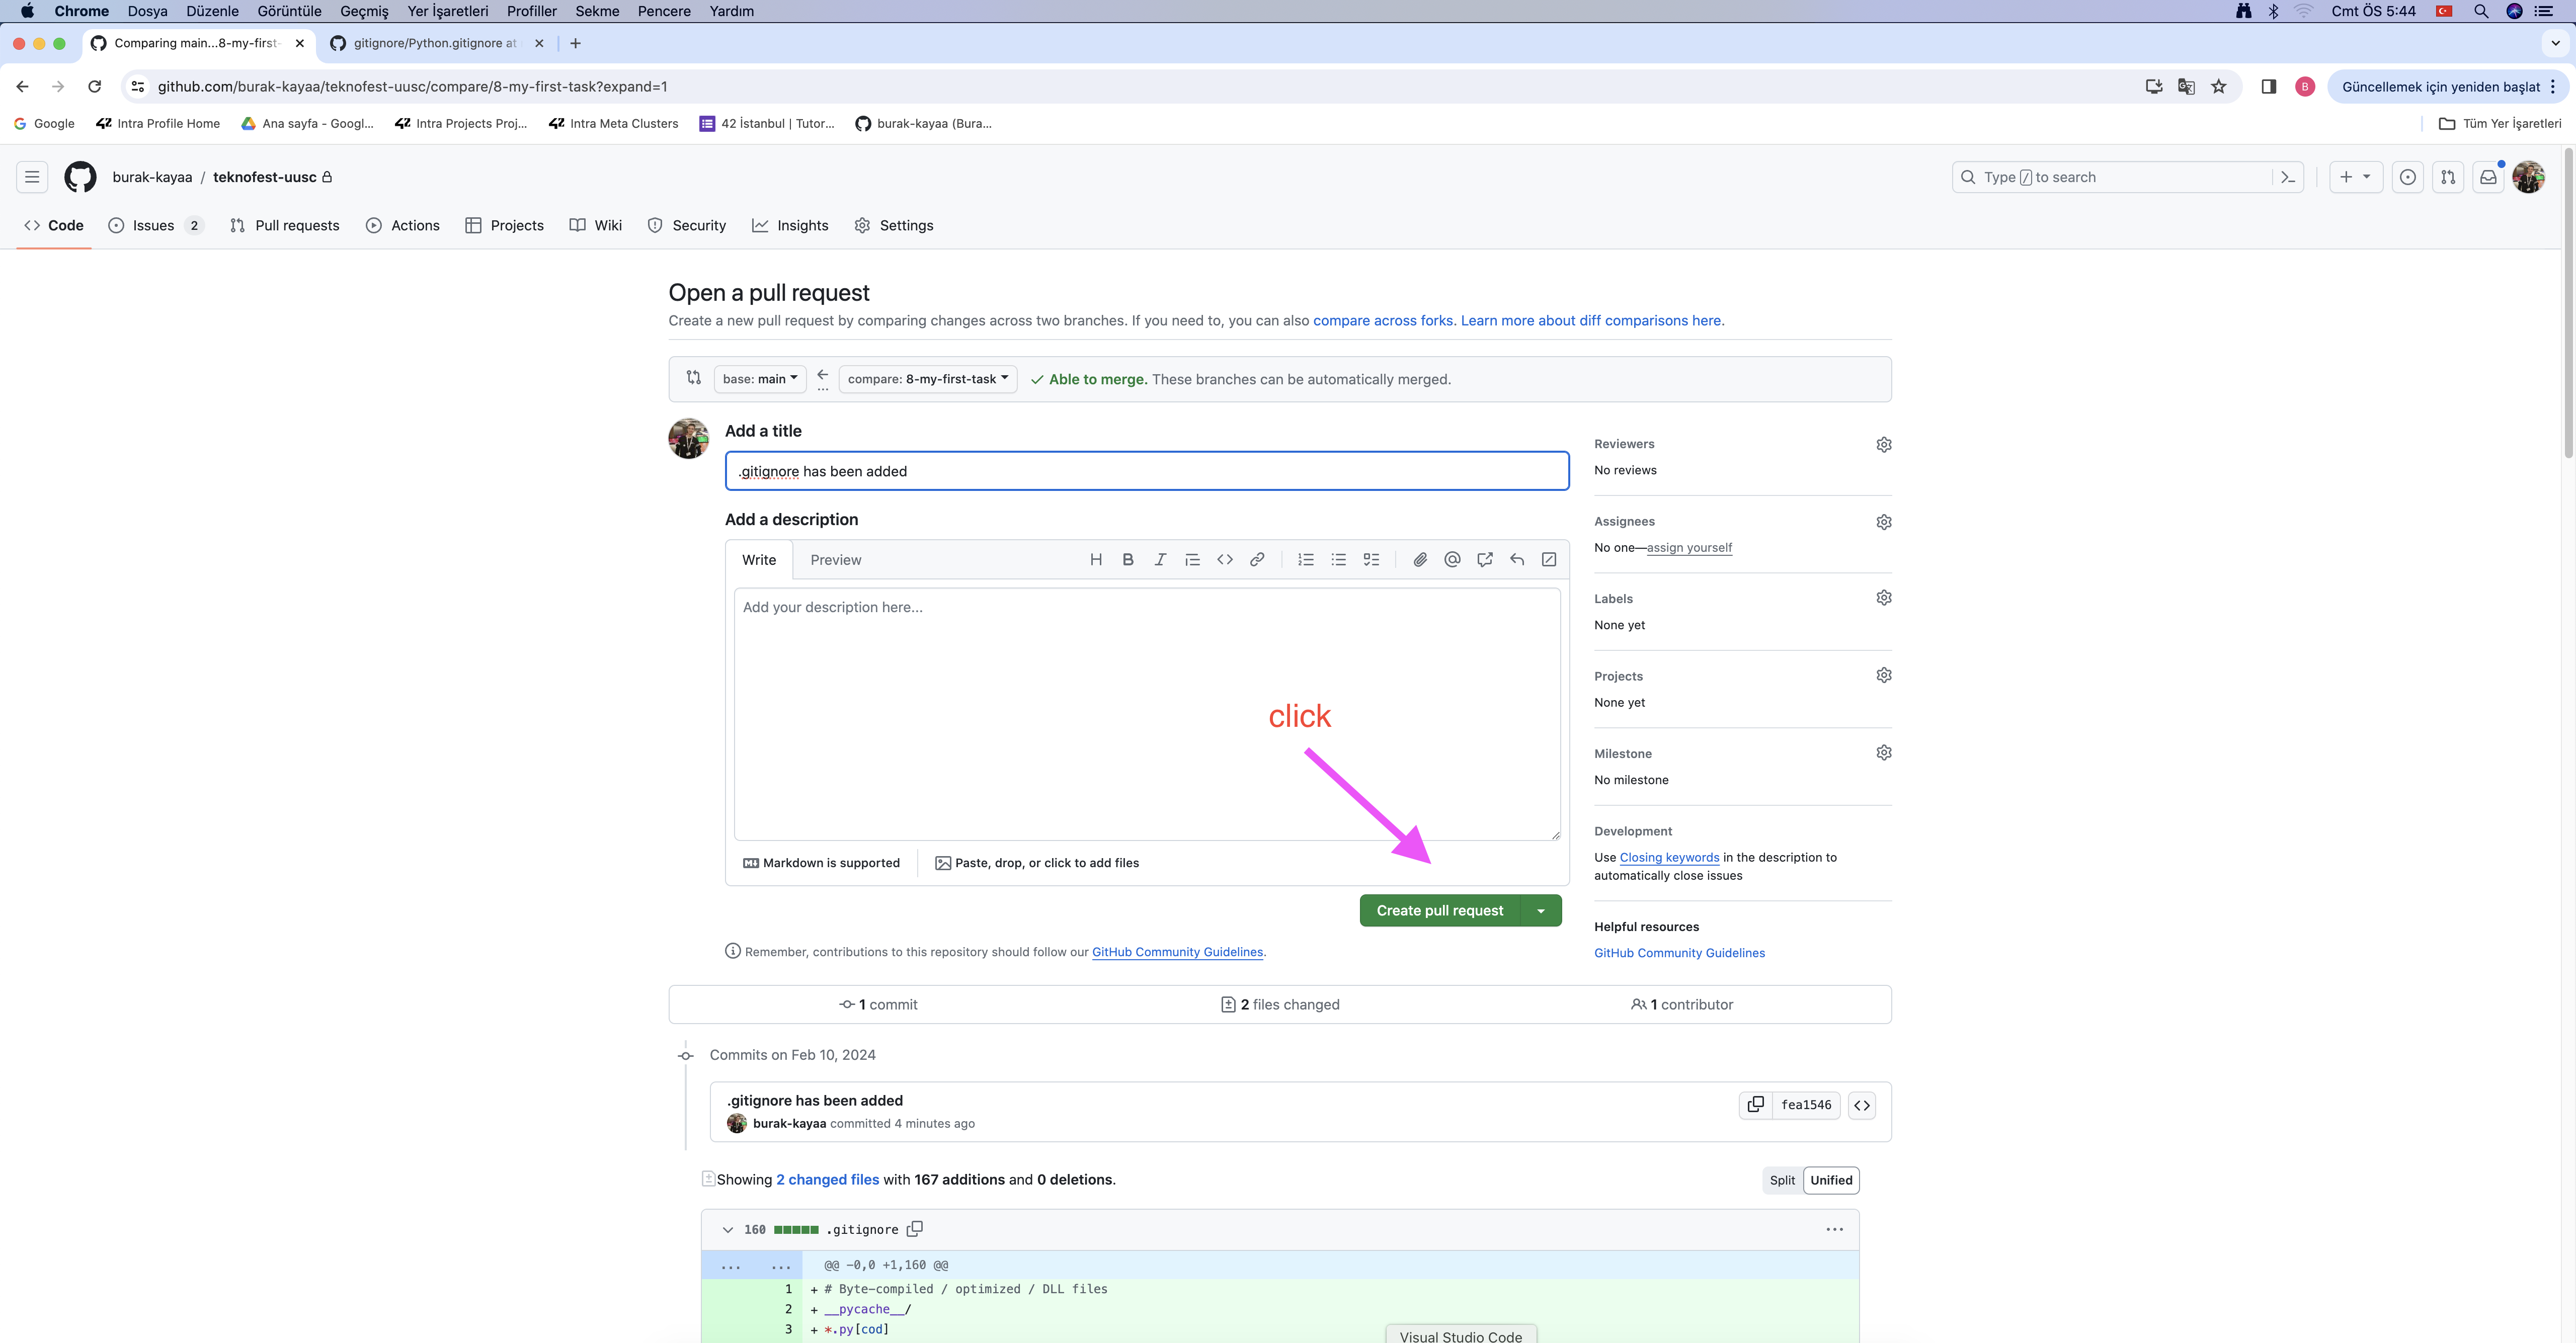 Chrome Dosya Düzenle Görüntüle Geçmiş Yer İşaretleri Profiller Sekme Pencere Yardım Cmt ÖS 5:44
Comparing main...8-my-first- gitignore/Python.gitignore at
github.com/burak-kayaa/teknofest-uusc/compare/8-my-first-task?expand=1 B Güncellemek için yeniden başlat
Google Intra Profile Home Ana sayfa - Googl... Intra Projects Proj... Intra Meta Clusters 42 İstanbul | Tutor... burak-kayaa (Bura... Tüm Yer İşaretleri
burak-kayaa / teknofest-uusc Type / to search
Code Issues 2 Pull requests Actions Projects Wiki Security Insights Settings
Open a pull request
Create a new pull request by comparing changes across two branches. If you need to, you can also compare across forks. Learn more about diff comparisons here.
base: main ... compare: 8-my-first-task Able to merge. These branches can be automatically merged.
Add a title
.gitignore has been added
Add a description
Write Preview
Add your description here...
click
Markdown is supported Paste, drop, or click to add files
Create pull request
Remember, contributions to this repository should follow our GitHub Community Guidelines.
Reviewers
No reviews
Assignees
No one—assign yourself
Labels
None yet
Projects
None yet
Milestone
No milestone
Development
Use Closing keywords in the description to
automatically close issues
Helpful resources
GitHub Community Guidelines
1 commit 2 files changed 1 contributor
Commits on Feb 10, 2024
.gitignore has been added
burak-kayaa committed 4 minutes ago
fea1546
Showing 2 changed files with 167 additions and 0 deletions.
Split Unified
160 .gitignore
... ... @@ -0,0 +1,160 @@
1 + # Byte-compiled / optimized / DLL files
2 + __pycache__/
3 + *.py[cod]
Visual Studio Code